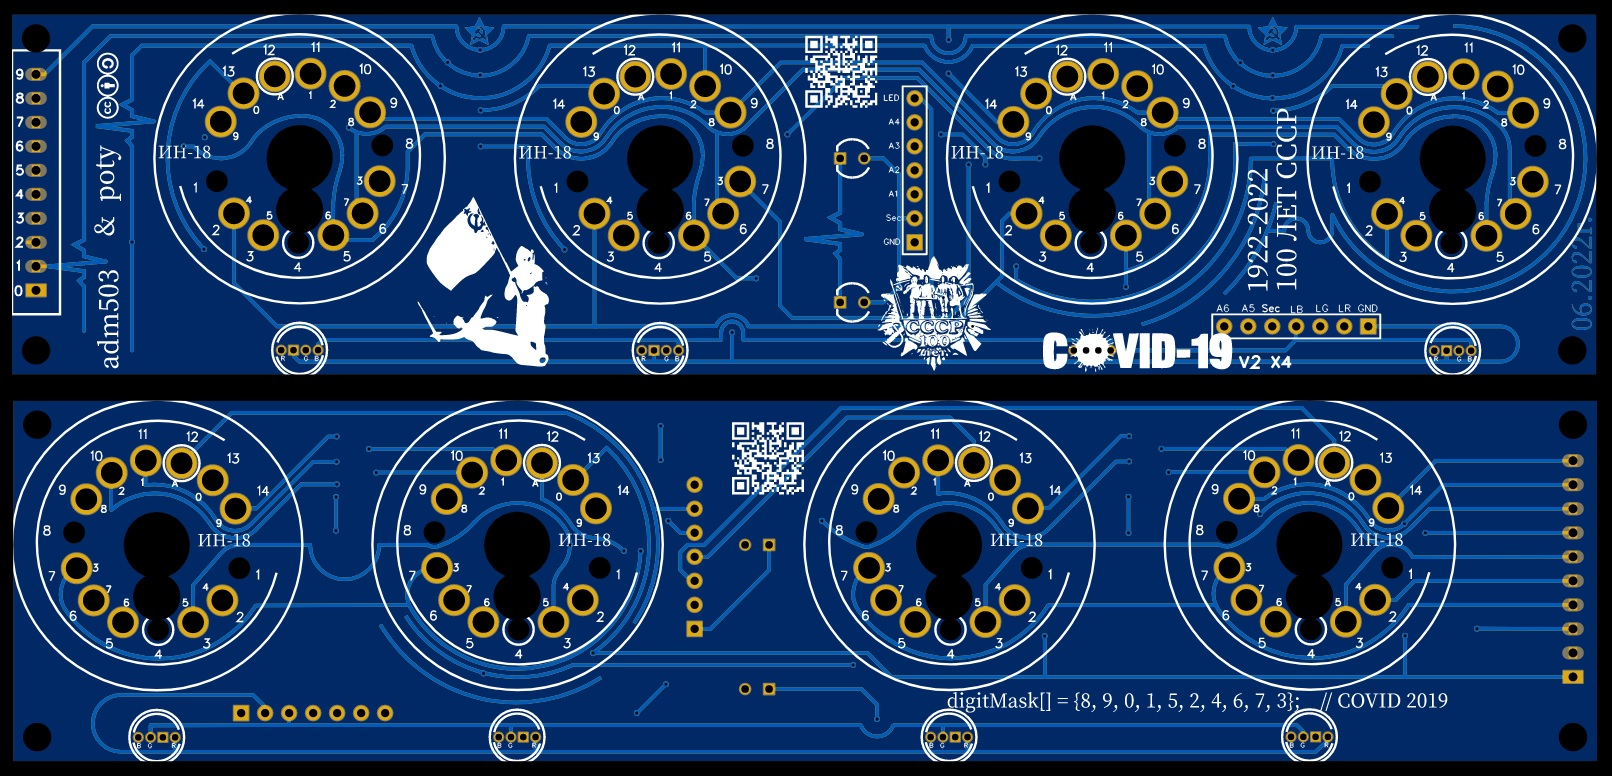 9
8
7
6
5
4
3
2
1
0
adm503 & poty
cc
12 11 10 9 8 7 6 5 4 3 2 1 14 13
A 1 2 8 3 7 6 5 4 0 9
ИН-18
12 11 10 9 8 7 6 5 4 3 2 1 14 13
A 1 2 8 3 7 6 5 4 0 9
ИН-18
LED
A4
A3
A2
A1
Sec
GND
12 11 10 9 8 7 6 5 4 3 2 1 14 13
A 1 2 8 3 7 6 5 4 0 9
ИН-18
1922-2022
100 ЛЕТ СССР
12 11 10 9 8 7 6 5 4 3 2 1 14 13
A 1 2 8 3 7 6 5 4 0 9
ИН-18
06.2022г.
СССР
100
A6 A5 Sec LB LG LR GND
COVID-19 V2 X4
R G B
R G B
R G B
11 12 13 14 1 2 3 4 5 6 7 8 9 10
1 A 0 9 4 5 6 7 3 8 2
ИН-18
11 12 13 14 1 2 3 4 5 6 7 8 9 10
1 A 0 9 4 5 6 7 3 8 2
ИН-18
11 12 13 14 1 2 3 4 5 6 7 8 9 10
1 A 0 9 4 5 6 7 3 8 2
ИН-18
11 12 13 14 1 2 3 4 5 6 7 8 9 10
1 A 0 9 4 5 6 7 3 8 2
ИН-18
digitMask[] = {8, 9, 0, 1, 5, 2, 4, 6, 7, 3}; // COVID 2019
B G R
B G R
B G R
B G R